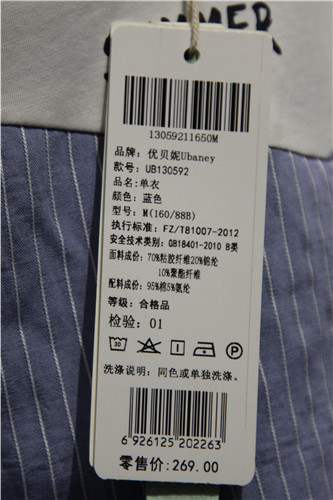 13059211650M
品牌: 优贝妮Ubaney
款号: UB130592
品名: 单衣
颜色: 蓝色
型号: M(160/88B)
执行标准: FZ/T81007-2012
安全技术类别: GB18401-2010 B类
面料成份: 70%粘胶纤维20%锦纶
10%聚酯纤维
配料成份: 95%棉5%氨纶
等级: 合格品
检验: 01
30
洗涤说明: 同色或单独洗涤。
6 926125 202263
零售价: 269.00